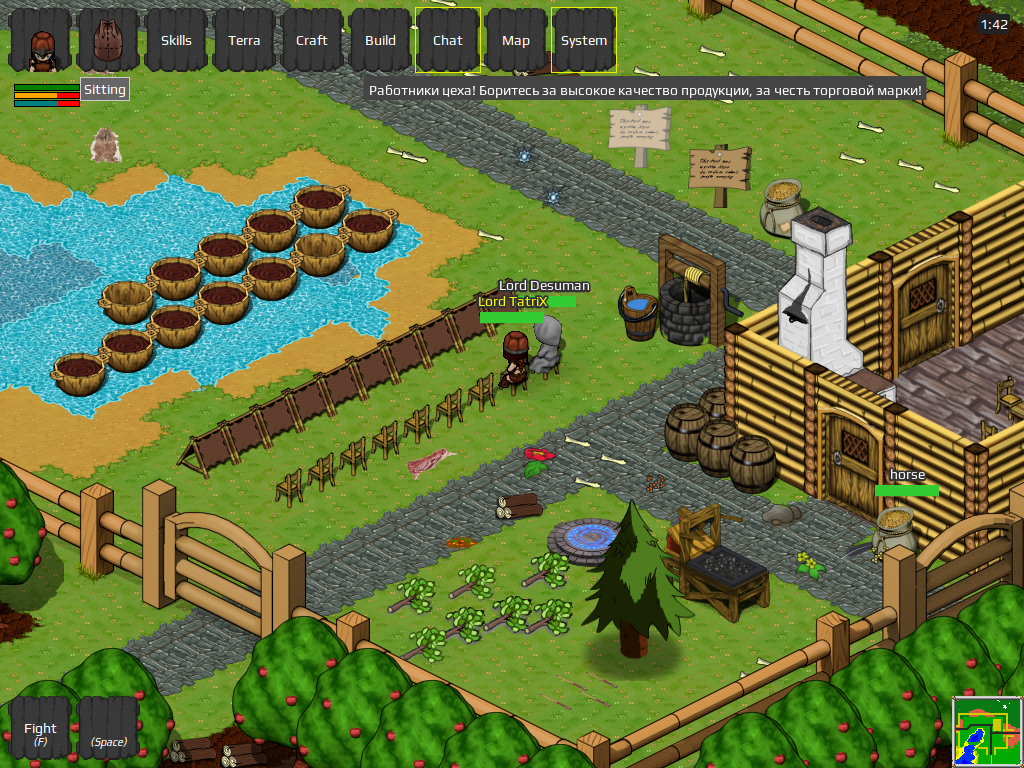 Skills
Terra
Craft
Build
Chat
Map
System
1:42
Sitting
Работники цеха! Боритесь за высокое качество продукции, за честь торговой марки!
Lord Desuman
Lord TatriX
horse
Fight
(F)
(Space)